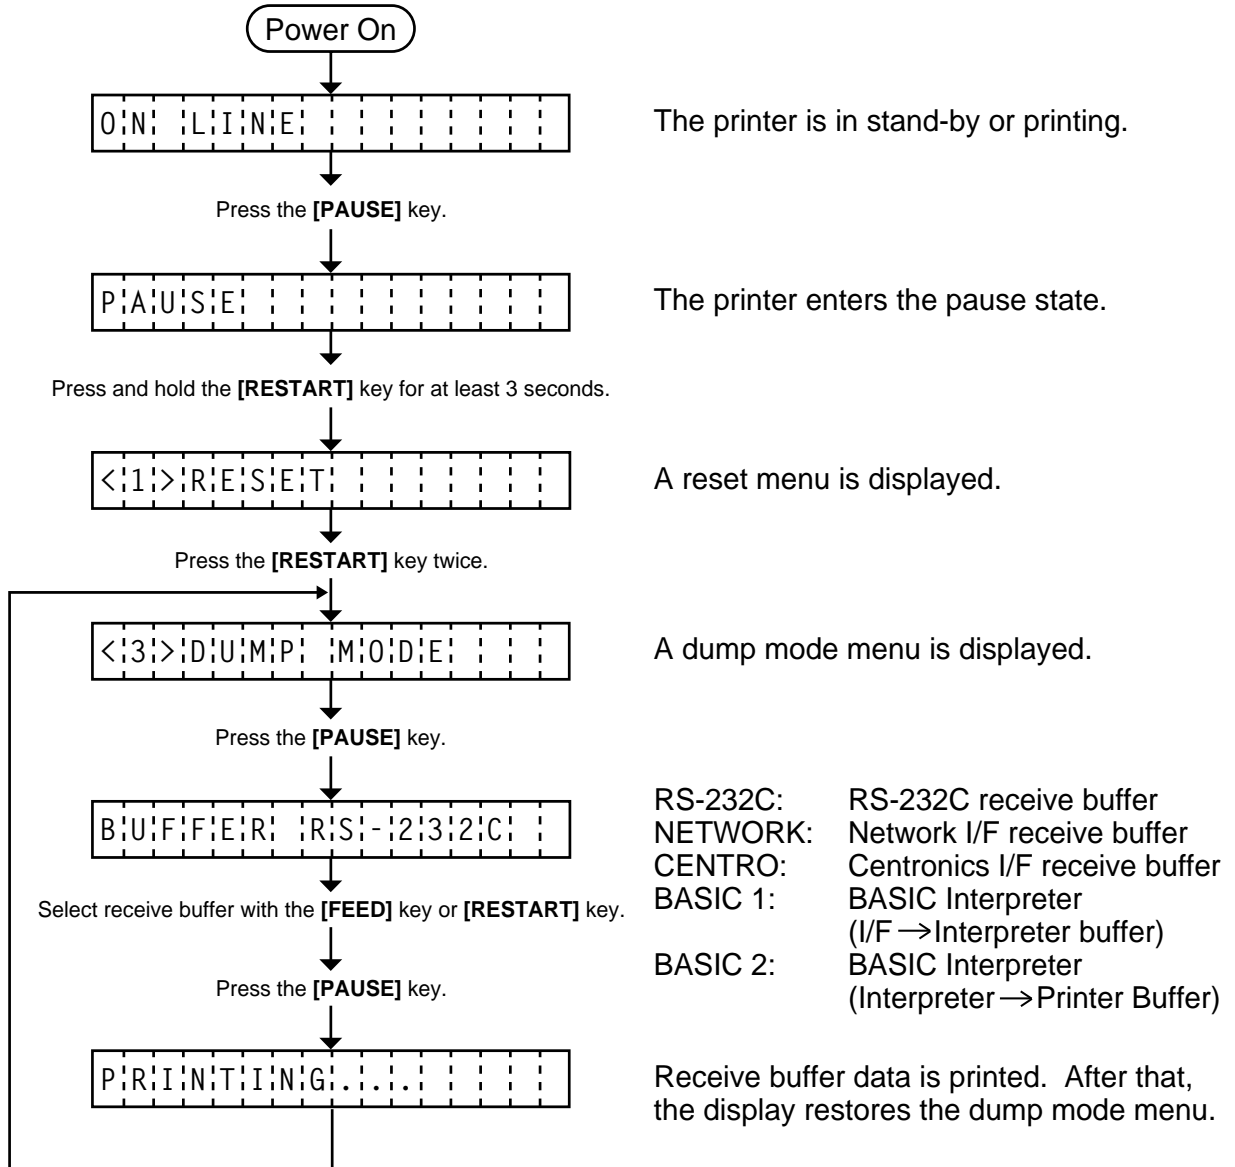 Power On
ON LINE
The printer is in stand-by or printing.
Press the [PAUSE] key.
PAUSE
The printer enters the pause state.
Press and hold the [RESTART] key for at least 3 seconds.
<1>RESET
A reset menu is displayed.
Press the [RESTART] key twice.
<3>DUMP MODE
A dump mode menu is displayed.
Press the [PAUSE] key.
BUFFER RS-232C
Select receive buffer with the [FEED] key or [RESTART] key.
Press the [PAUSE] key.
RS-232C: RS-232C receive buffer
NETWORK: Network I/F receive buffer
CENTRO: Centronics I/F receive buffer
BASIC 1: BASIC Interpreter
(I/F→Interpreter buffer)
BASIC 2: BASIC Interpreter
(Interpreter→Printer Buffer)
PRINTING...
Receive buffer data is printed. After that,
the display restores the dump mode menu.